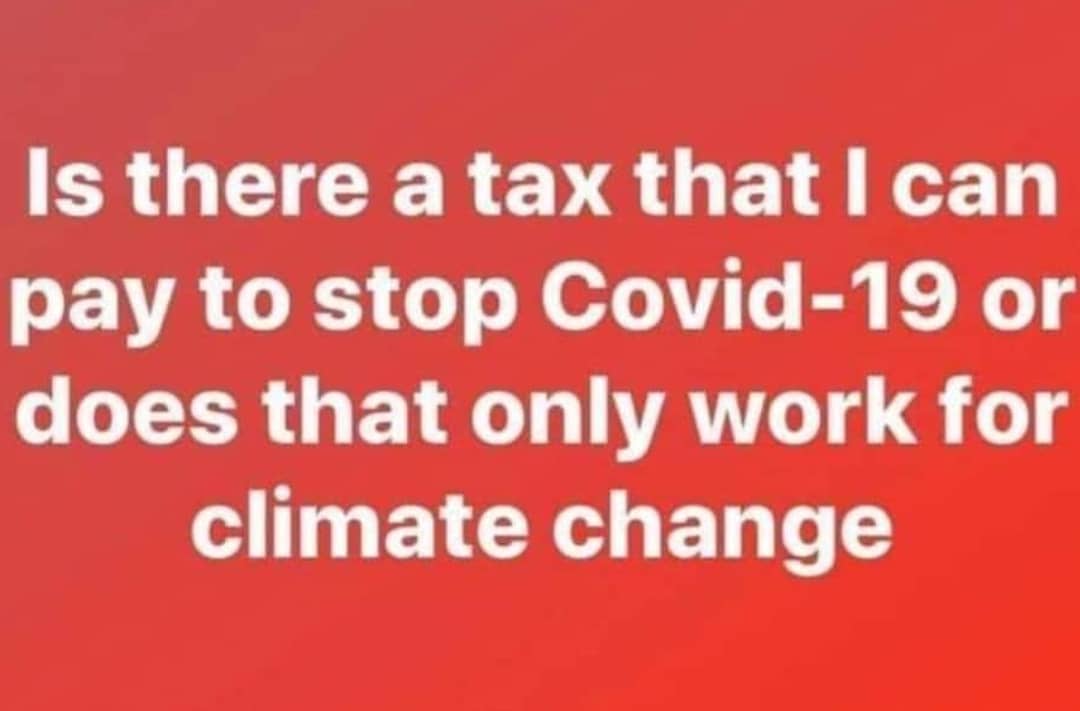 Is there a tax that I can
pay to stop Covid-19 or
does that only work for
climate change